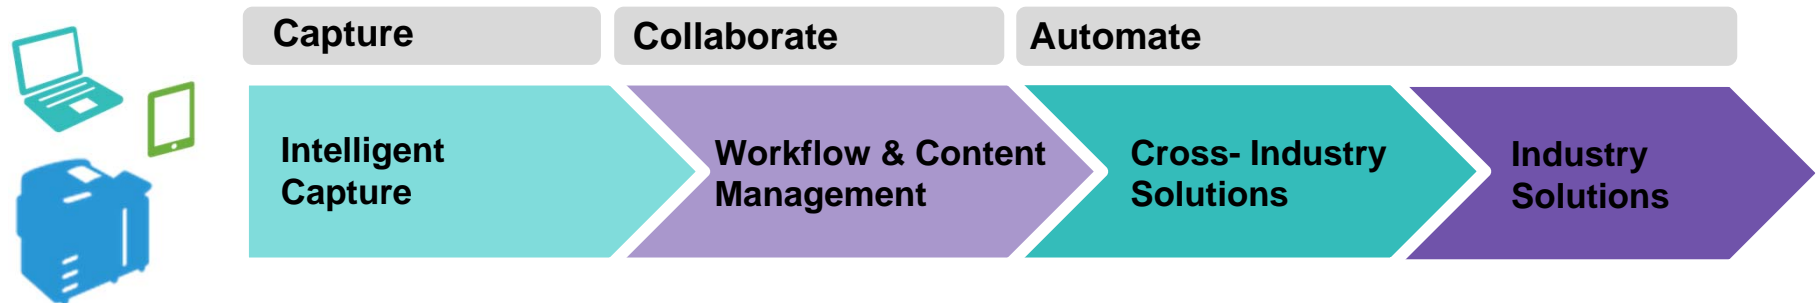 Capture
Collaborate
Automate
Intelligent
Capture
Workflow & Content
Management
Cross- Industry
Solutions
Industry
Solutions